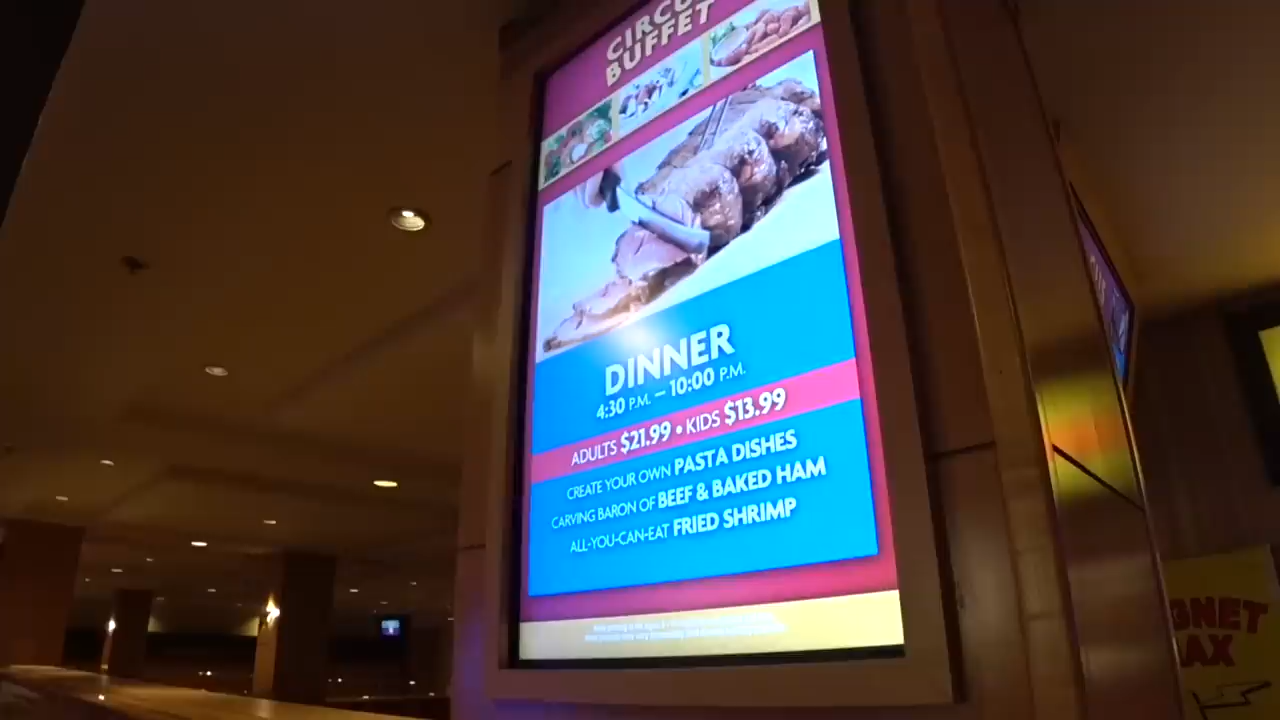 BUFFET
DINNER
4:30 P.M. – 10:00 P.M.
ADULTS $21.99 • KIDS $13.99
CREATE YOUR OWN PASTA DISHES
CARVING BARON OF BEEF & BAKED HAM
ALL-YOU-CAN-EAT FRIED SHRIMP